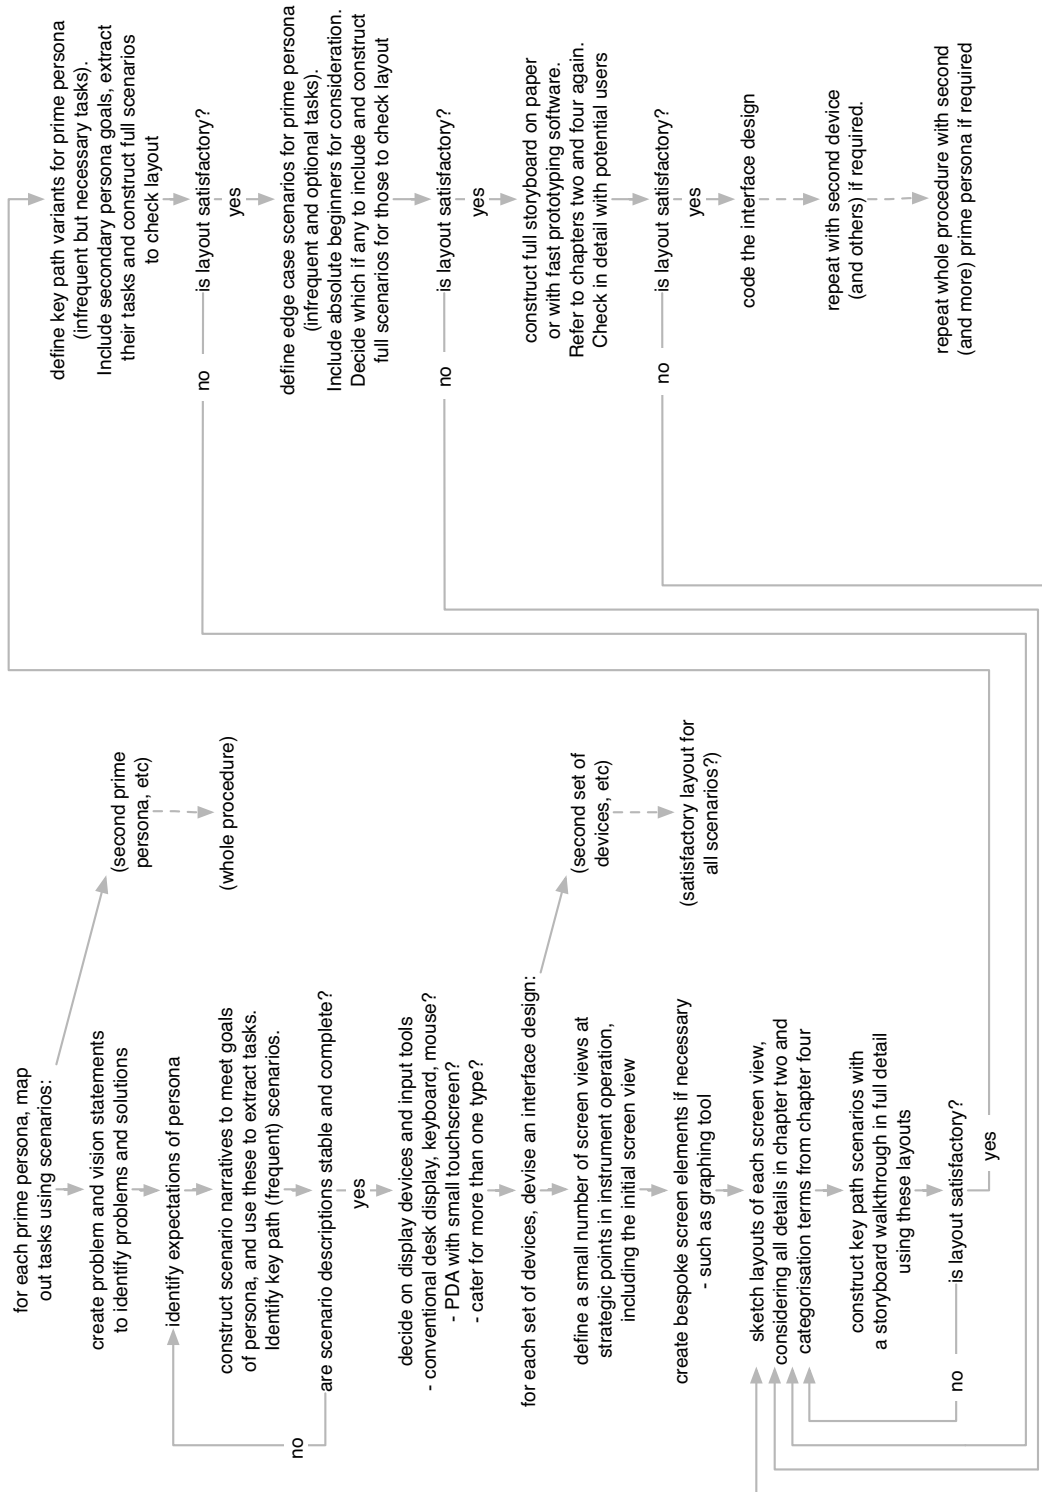 for each prime persona, map
out tasks using scenarios:
create problem and vision statements
to identify problems and solutions
identify expectations of persona
construct scenario narratives to meet goals
of persona, and use these to extract tasks.
Identify key path (frequent) scenarios.
are scenario descriptions stable and complete?
no
yes
decide on display devices and input tools
- conventional desk display, keyboard, mouse?
- PDA with small touchscreen?
- cater for more than one type?
for each set of devices, devise an interface design:
define a small number of screen views at
strategic points in instrument operation,
including the initial screen view
create bespoke screen elements if necessary
- such as graphing tool
sketch layouts of each screen view,
considering all details in chapter two and
categorisation terms from chapter four
construct key path scenarios with
a storyboard walkthrough in full detail
using these layouts
is layout satisfactory?
no
yes
(second prime
persona, etc)
(whole procedure)
(second set of
devices, etc)
(satisfactory layout for
all scenarios?)
define key path variants for prime persona
(infrequent but necessary tasks).
Include secondary persona goals, extract
their tasks and construct full scenarios
to check layout
is layout satisfactory?
no
yes
define edge case scenarios for prime persona
(infrequent and optional tasks).
Include absolute beginners for consideration.
Decide which if any to include and construct
full scenarios for those to check layout
is layout satisfactory?
no
yes
construct full storyboard on paper
or with fast prototyping software.
Refer to chapters two and four again.
Check in detail with potential users
is layout satisfactory?
no
yes
code the interface design
repeat with second device
(and others) if required.
repeat whole procedure with second
(and more) prime persona if required